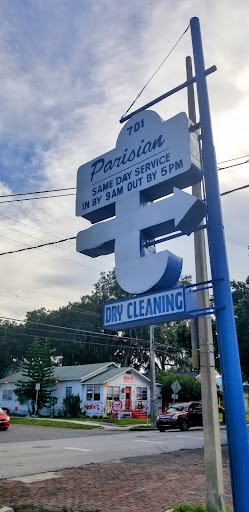 701
Parisian
SAME DAY SERVICE
IN BY 9AM OUT BY 5PM
DRY CLEANING